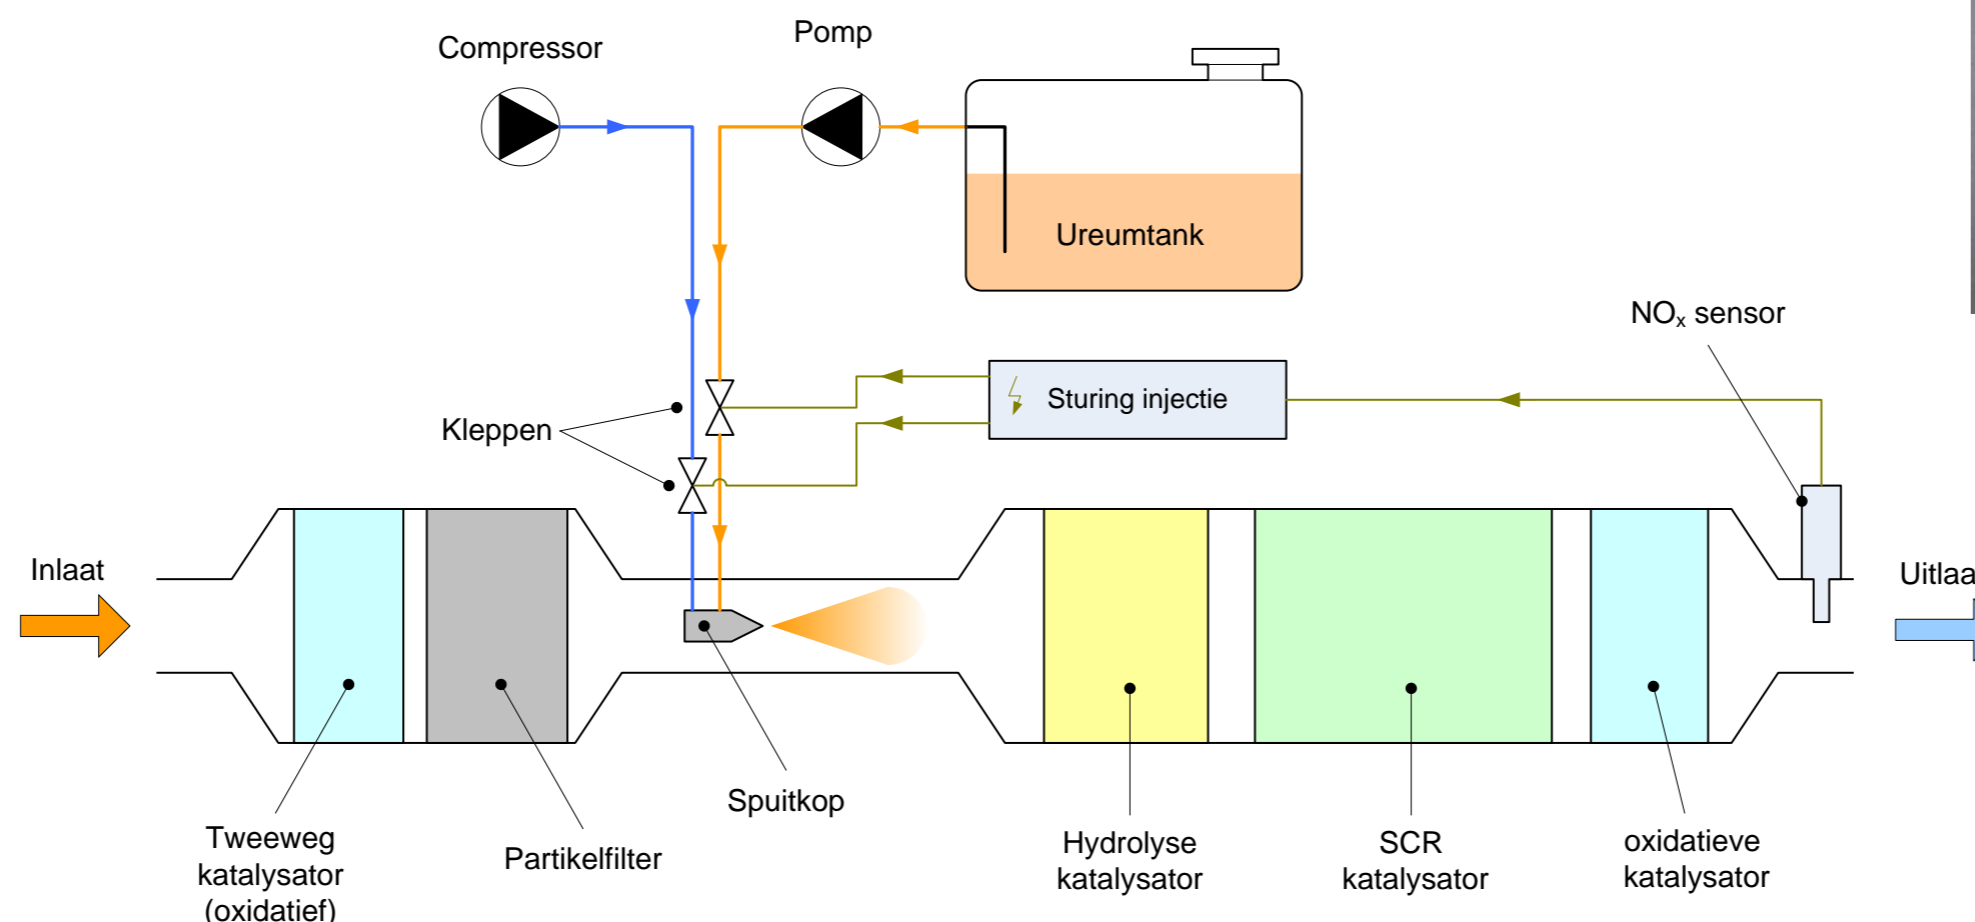 Compressor
Pomp
Ureumtank
NOₓ sensor
Sturing injectie
Kleppen
Inlaat
Uitlaa
Spuitkop
Tweeweg
katalysator
(oxidatief)
Partikelfilter
Hydrolyse
katalysator
SCR
katalysator
oxidatieve
katalysator